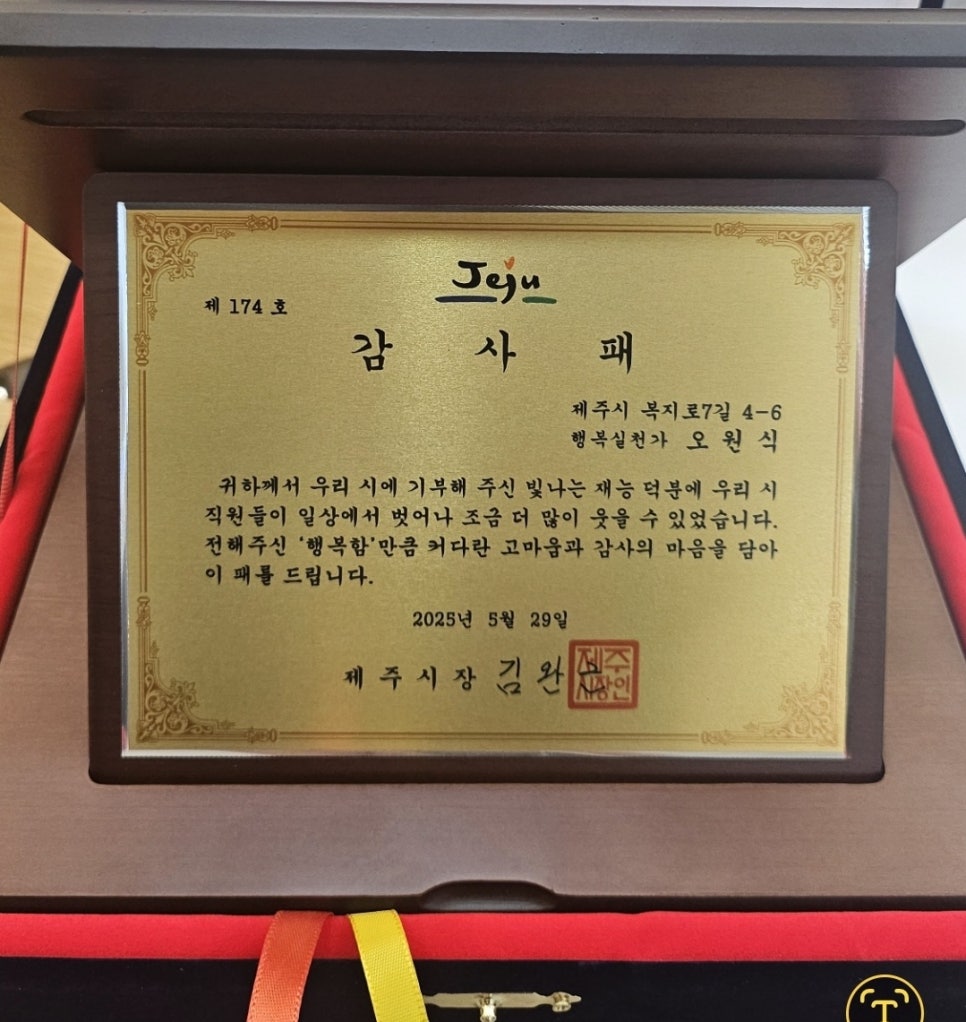 Jeju
제 174 호
감 사 패
제주시 복지로7길 4-6
행복실천가 오 원 식
귀하께서 우리 시에 기부해 주신 빛나는 재능 덕분에 우리 시
직원들이 일상에서 벗어나 조금 더 많이 웃을 수 있었습니다.
전해주신 '행복함'만큼 커다란 고마움과 감사의 마음을 담아
이 패를 드립니다.
2025년 5월 29일
제 주 시 장 김 완 근
제주
시장인
T